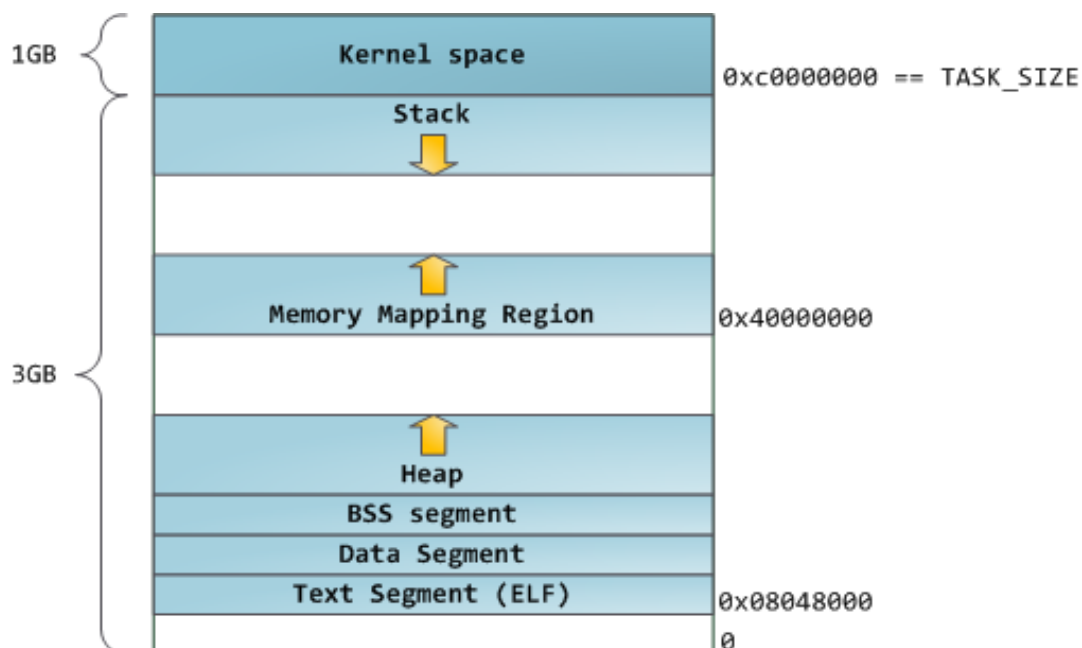 1GB
Kernel space
0xc0000000 == TASK_SIZE
Stack
Memory Mapping Region
0x40000000
3GB
Heap
BSS segment
Data Segment
Text Segment (ELF)
0x08048000
0